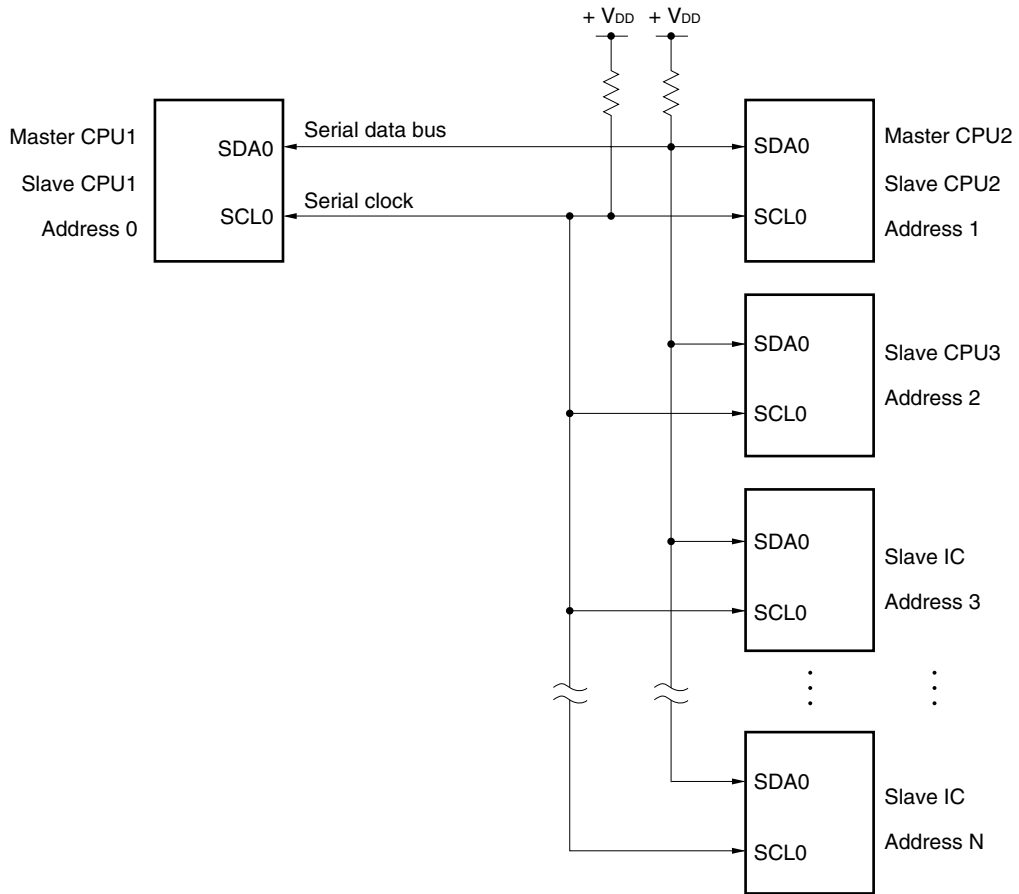 + VDD
+ VDD
Master CPU1
Slave CPU1
Address 0
SDA0
SCL0
Serial data bus
Serial clock
SDA0
SCL0
Master CPU2
Slave CPU2
Address 1
SDA0
SCL0
Slave CPU3
Address 2
SDA0
SCL0
Slave IC
Address 3
SDA0
SCL0
Slave IC
Address N